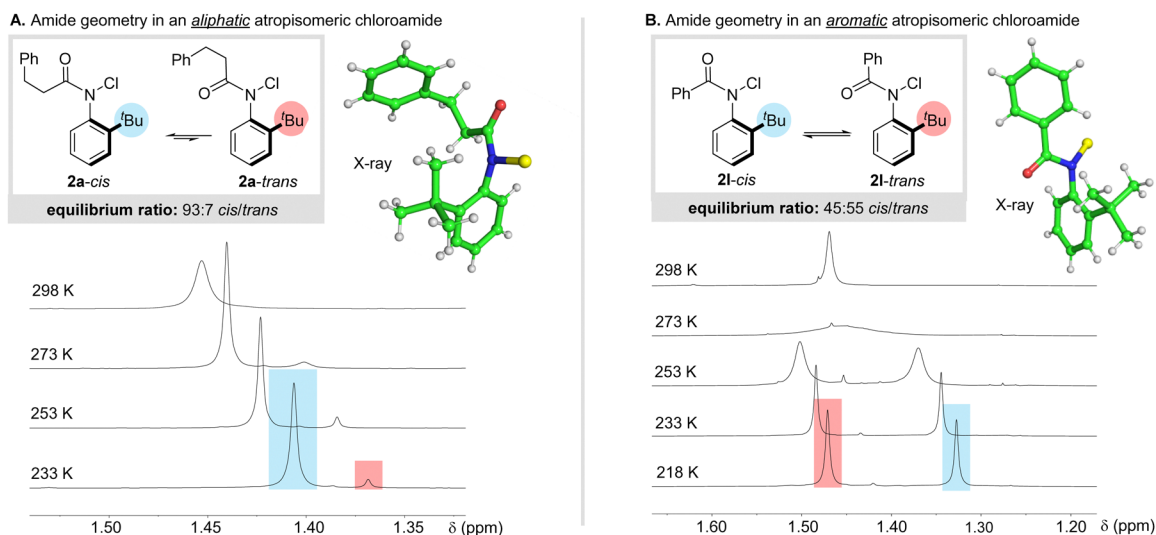 A. Amide geometry in an aliphatic atropisomeric chloroamide
Ph
O
N
Cl
tBu
2a-cis
Ph
O
N
Cl
tBu
2a-trans
equilibrium ratio: 93:7 cis/trans
X-ray
298 K
273 K
253 K
233 K
1.50
1.45
1.40
1.35
δ (ppm)
B. Amide geometry in an aromatic atropisomeric chloroamide
O
Ph
N
Cl
tBu
2l-cis
Ph
O
N
Cl
tBu
2l-trans
equilibrium ratio: 45:55 cis/trans
X-ray
298 K
273 K
253 K
233 K
218 K
1.60
1.50
1.40
1.30
1.20
δ (ppm)